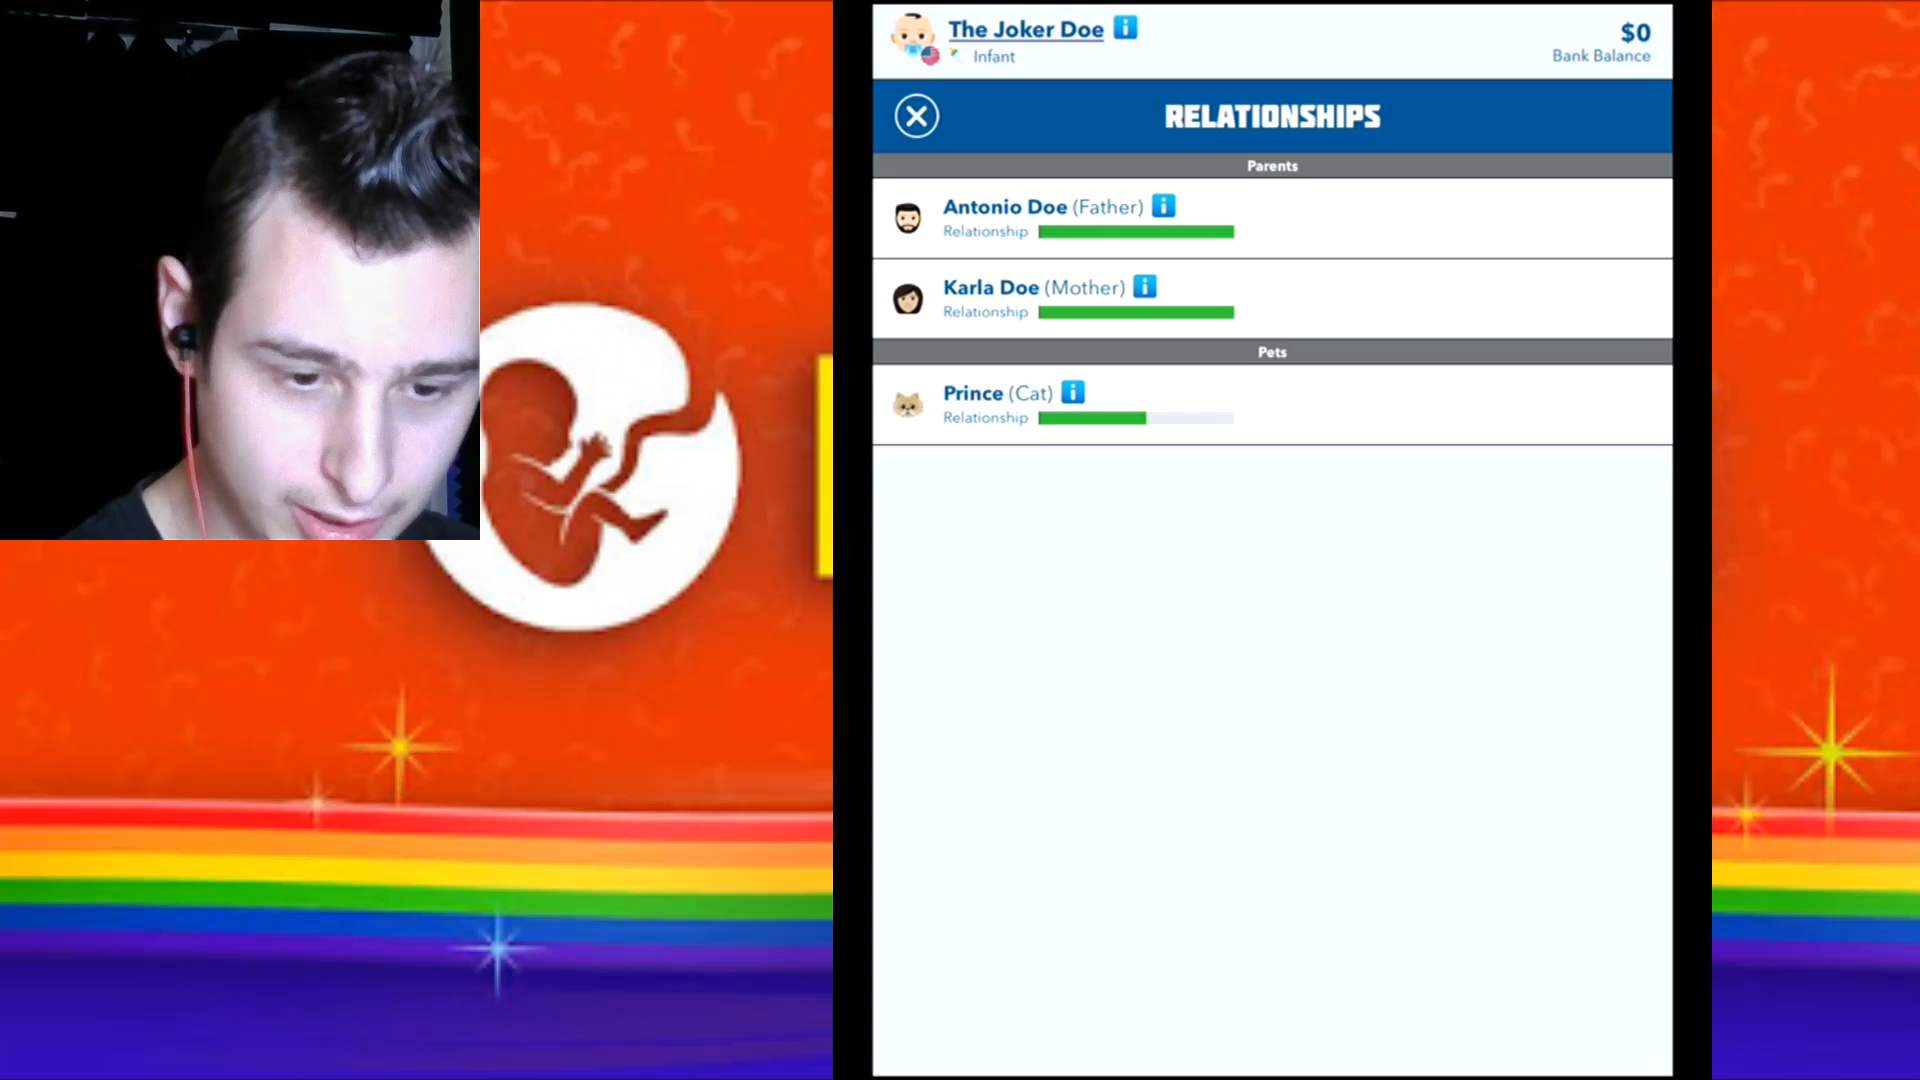 The Joker Doe
Infant
$0
Bank Balance
RELATIONSHIPS
Parents
Antonio Doe (Father)
Relationship
Karla Doe (Mother)
Relationship
Pets
Prince (Cat)
Relationship